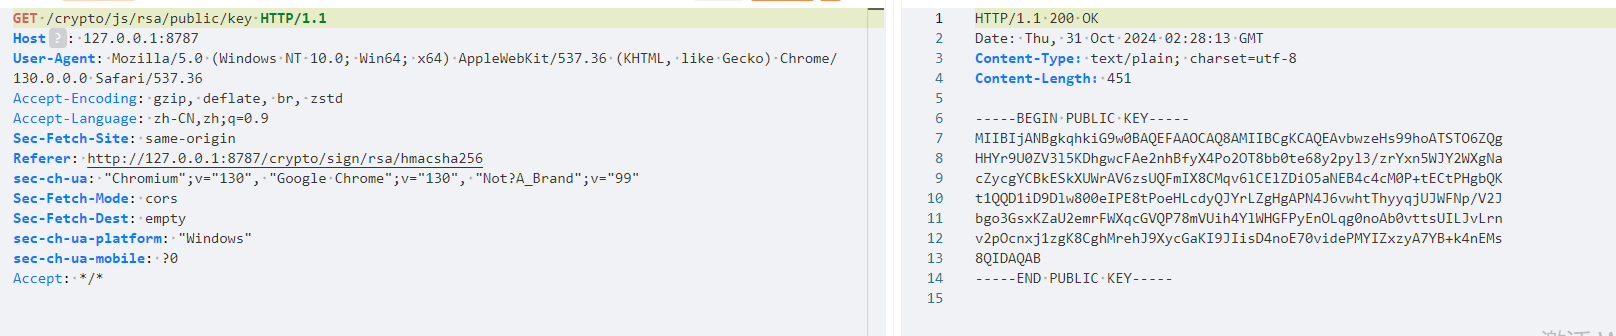 GET /crypto/js/rsa/public/key HTTP/1.1
Host ? : 127.0.0.1:8787
User-Agent: Mozilla/5.0 (Windows NT 10.0; Win64; x64) AppleWebKit/537.36 (KHTML, like Gecko) Chrome/
130.0.0.0 Safari/537.36
Accept-Encoding: gzip, deflate, br, zstd
Accept-Language: zh-CN,zh;q=0.9
Sec-Fetch-Site: same-origin
Referer: http://127.0.0.1:8787/crypto/sign/rsa/hmacsha256
sec-ch-ua: "Chromium";v="130", "Google Chrome";v="130", "Not?A_Brand";v="99"
Sec-Fetch-Mode: cors
Sec-Fetch-Dest: empty
sec-ch-ua-platform: "Windows"
sec-ch-ua-mobile: ?0
Accept: */*
1 HTTP/1.1 200 OK
2 Date: Thu, 31 Oct 2024 02:28:13 GMT
3 Content-Type: text/plain; charset=utf-8
4 Content-Length: 451
5
6 -----BEGIN PUBLIC KEY-----
7 MIIBIjANBgkqhkiG9w0BAQEFAAOCAQ8AMIIBCgKCAQEAvbwzeHs99hoATSTO6ZQg
8 HHYr9U0ZV3l5KDhgwcFAe2nhBfyX4Po2OT8bb0te68y2pyl3/zrYxn5WJY2WXgNa
9 cZycgYCBkESkXUWrAV6zsUQFmIX8CMqv6lCElZDiO5aNEB4c4cM0P+tECtPHgbQK
10 t1QQD1iD9Dlw800eIPE8tPoeHLcdyQJYrLZgHgAPN4J6vwhtThyyqjUJWFNp/V2J
11 bgo3GsxKZaU2emrFWXqcGVQP78mVUih4YlWHGFPyEnOLqg0noAb0vttsUILJvLrn
12 v2pOcnxj1zgK8CghMrehJ9XycGaKI9JIisD4noE70videPMYIZxzyA7YB+k4nEMs
13 8QIDAQAB
14 -----END PUBLIC KEY-----
15